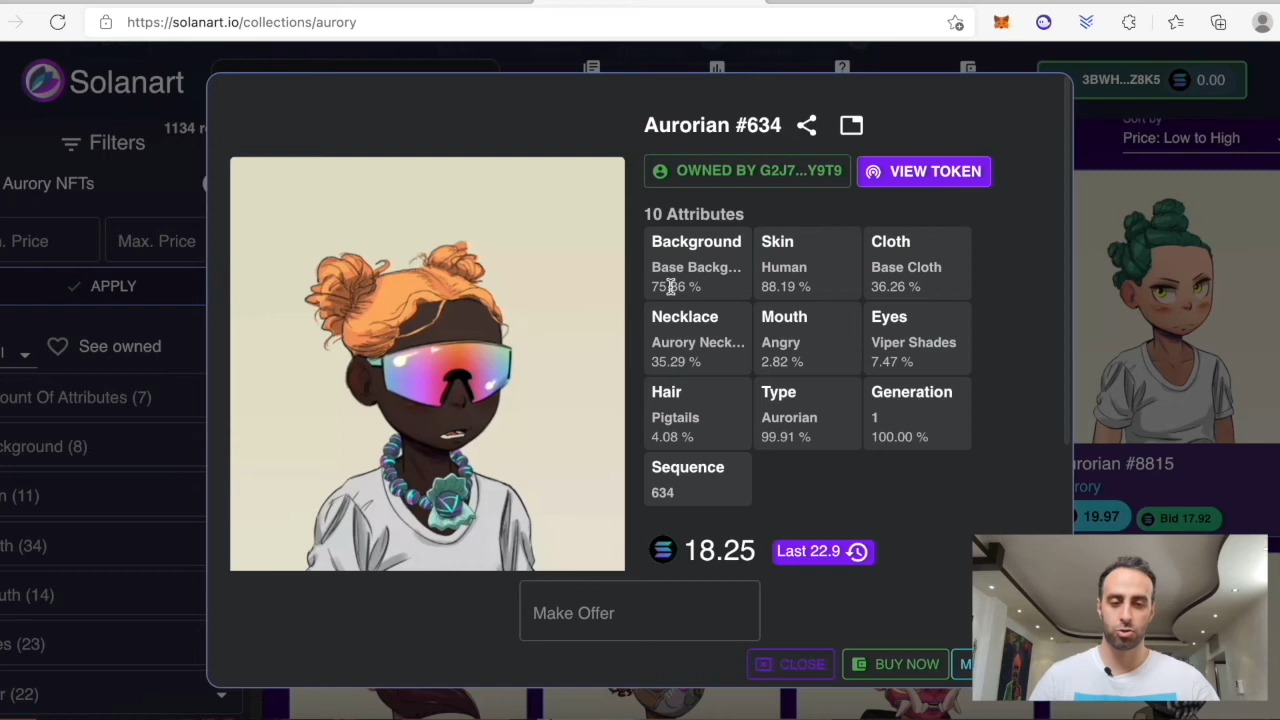 https://solanart.io/collections/aurory
Solanart
3BWH...Z8K5 0.00
Filters
1134
Aurory NFTs
Max. Price
APPLY
See owned
Sort by
Price: Low to High
Aurorian #634
OWNED BY G2J7...Y9T9
VIEW TOKEN
10 Attributes
Background
Base Backg...
%
Skin
Human
88.19 %
Cloth
Base Cloth
36.26 %
Necklace
Aurory Neck...
35.29 %
Mouth
Angry
2.82 %
Eyes
Viper Shades
7.47 %
Hair
Pigtails
4.08 %
Type
Aurorian
99.91 %
Generation
1
100.00 %
Sequence
634
18.25
Last 22.9
Make Offer
CLOSE
BUY NOW
M
ount Of Attributes (7)
ckground (8)
n (11)
th (34)
uth (14)
es (23)
r (22)
rorian #8815
ory
19.97
Bid 17.92